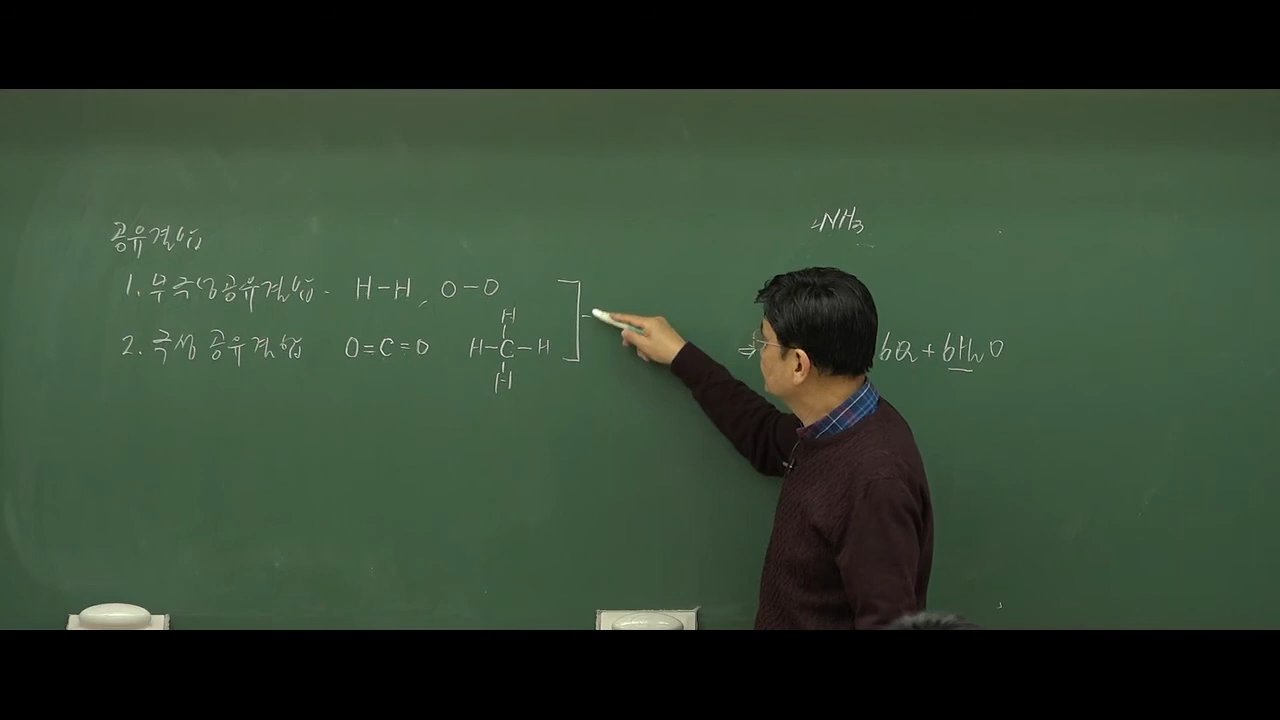 공유결합
1. 무극성공유결합. H-H, O-O
2. 극성 공유결합 O=C=O H-C-H
H
H
NH₃
⇒ 6O₂ + 6H₂O